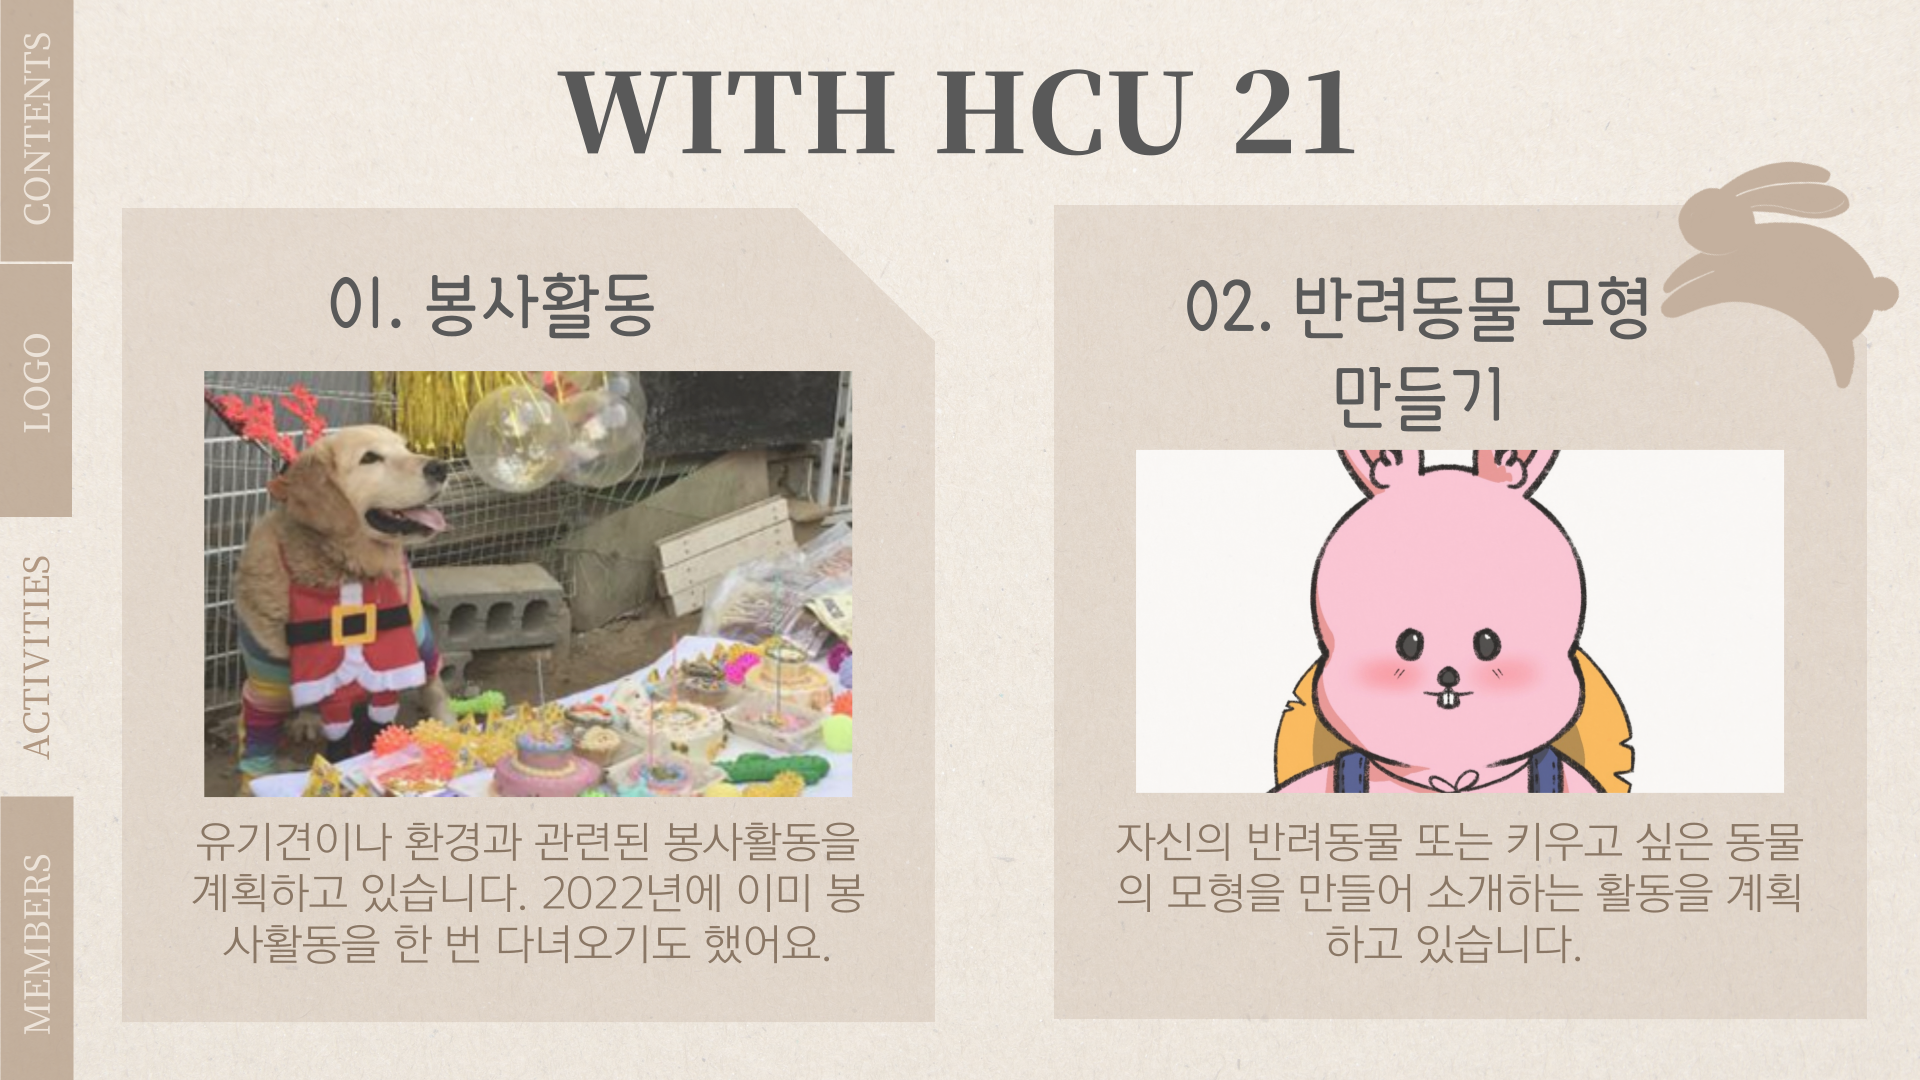 CONTENTS
LOGO
ACTIVITIES
MEMBERS
WITH HCU 21
01. 봉사활동
유기견이나 환경과 관련된 봉사활동을
계획하고 있습니다. 2022년에 이미 봉
사활동을 한 번 다녀오기도 했어요.
02. 반려동물 모형
만들기
자신의 반려동물 또는 키우고 싶은 동물
의 모형을 만들어 소개하는 활동을 계획
하고 있습니다.